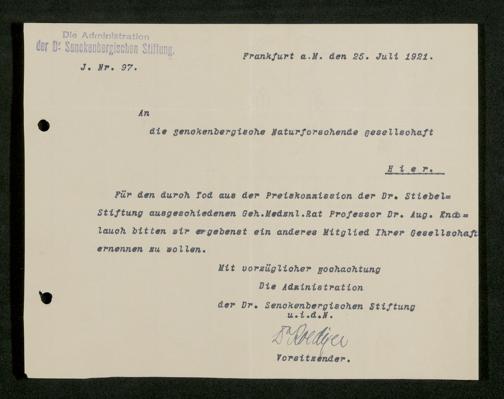 Die Administration
der Dr. Senckenbergischen Stiftung.
J. Nr. 97.
Frankfurt a.M. den 25. Juli 1921.
An
die Senckenbergische Naturforschende Gesellschaft
Hier.
Für den durch Tod aus der Preiskommission der Dr. Stiebel=
Stiftung ausgeschiedenen Geh.Medznl.Rat Professor Dr. Aug. Knob=
lauch bitten wir ergebenst ein anderes Mitglied Ihrer Gesellschaft
ernennen zu wollen.
Mit vorzüglicher Hochachtung
Die Administration
der Dr. Senckenbergischen Stiftung
u.i.d.N.
Dr Roediger
Vorsitzender.